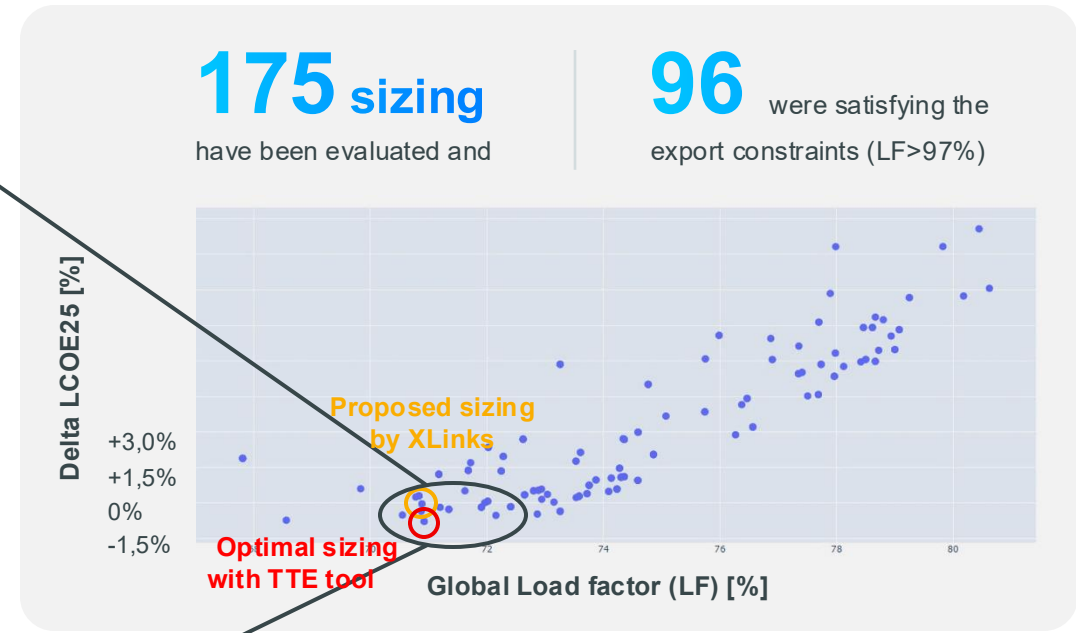 175 sizing
have been evaluated and
96 were satisfying the
export constraints (LF>97%)
Delta LCOE25 [%]
+3,0%
+1,5%
0%
-1,5%
Proposed sizing
by XLinks
Optimal sizing
with TTE tool
72
74
76
78
80
Global Load factor (LF) [%]